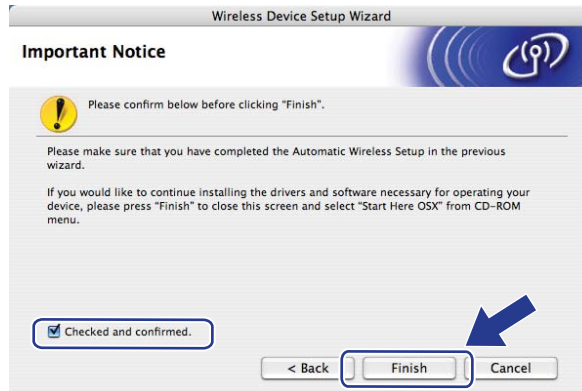 Wireless Device Setup Wizard
Important Notice
Please confirm below before clicking "Finish".
Please make sure that you have completed the Automatic Wireless Setup in the previous
wizard.
If you would like to continue installing the drivers and software necessary for operating your
device, please press "Finish" to close this screen and select "Start Here OSX" from CD-ROM
menu.
Checked and confirmed.
< Back
Finish
Cancel